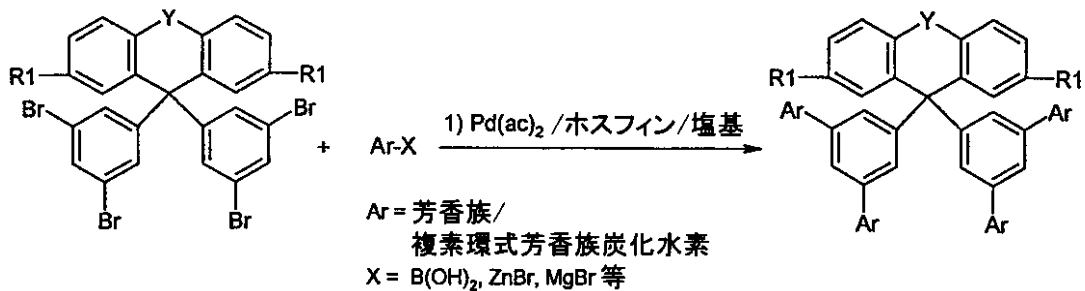 Y
R1
R1
Br
Br
Br
Br
+
Ar-X
1) Pd(ac)₂ /ホスフィン/塩基
Ar = 芳香族/
複素環式芳香族炭化水素
X = B(OH)₂, ZnBr, MgBr 等
Y
R1
R1
Ar
Ar
Ar
Ar